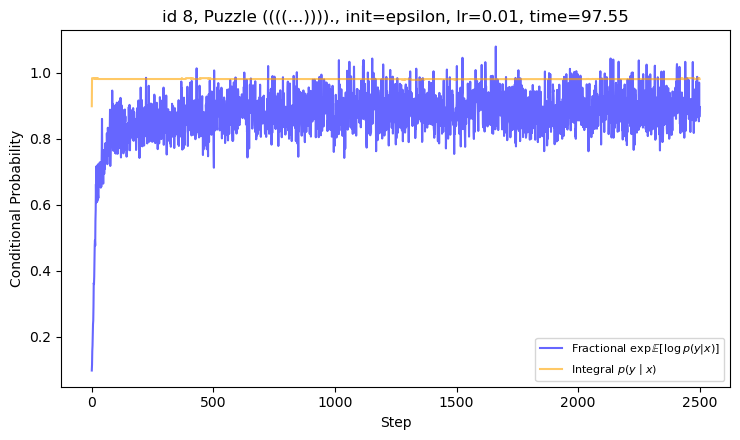 id 8, Puzzle ((((...))))., init=epsilon, lr=0.01, time=97.55
Conditional Probability
1.0
0.8
0.6
0.4
0.2
Fractional exp𝔼[log p(y|x)]
Integral p(y | x)
0 500 1000 1500 2000 2500
Step